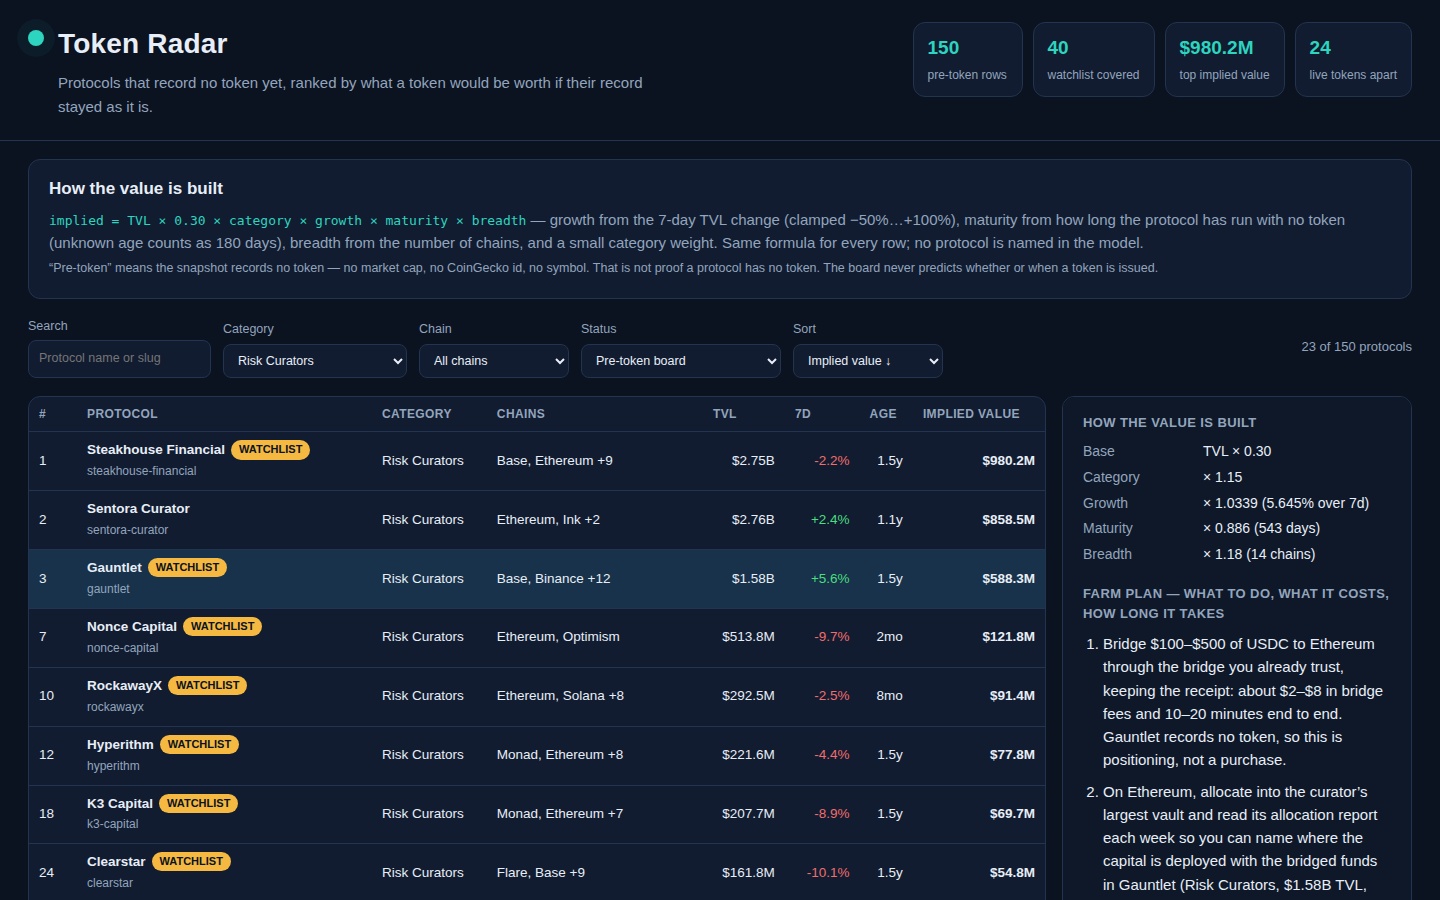 Token Radar
Protocols that record no token yet, ranked by what a token would be worth if their record
stayed as it is.
150
pre-token rows
40
watchlist covered
$980.2M
top implied value
24
live tokens apart
How the value is built
implied = TVL × 0.30 × category × growth × maturity × breadth — growth from the 7-day TVL change (clamped −50%…+100%), maturity from how long the protocol has run with no token
(unknown age counts as 180 days), breadth from the number of chains, and a small category weight. Same formula for every row; no protocol is named in the model.
“Pre-token” means the snapshot records no token — no market cap, no CoinGecko id, no symbol. That is not proof a protocol has no token. The board never predicts whether or when a token is issued.
Search
Protocol name or slug
Category
Risk Curators
Chain
All chains
Status
Pre-token board
Sort
Implied value ↓
23 of 150 protocols
# PROTOCOL CATEGORY CHAINS TVL 7D AGE IMPLIED VALUE
1 Steakhouse Financial WATCHLIST Risk Curators Base, Ethereum +9 $2.75B -2.2% 1.5y $980.2M
steakhouse-financial
2 Sentora Curator Risk Curators Ethereum, Ink +2 $2.76B +2.4% 1.1y $858.5M
sentora-curator
3 Gauntlet WATCHLIST Risk Curators Base, Binance +12 $1.58B +5.6% 1.5y $588.3M
gauntlet
7 Nonce Capital WATCHLIST Risk Curators Ethereum, Optimism $513.8M -9.7% 2mo $121.8M
nonce-capital
10 RockawayX WATCHLIST Risk Curators Ethereum, Solana +8 $292.5M -2.5% 8mo $91.4M
rockawayx
12 Hyperithm WATCHLIST Risk Curators Monad, Ethereum +8 $221.6M -4.4% 1.5y $77.8M
hyperithm
18 K3 Capital WATCHLIST Risk Curators Monad, Ethereum +7 $207.7M -8.9% 1.5y $69.7M
k3-capital
24 Clearstar WATCHLIST Risk Curators Flare, Base +9 $161.8M -10.1% 1.5y $54.8M
clearstar
HOW THE VALUE IS BUILT
Base TVL × 0.30
Category × 1.15
Growth × 1.0339 (5.645% over 7d)
Maturity × 0.886 (543 days)
Breadth × 1.18 (14 chains)
FARM PLAN — WHAT TO DO, WHAT IT COSTS,
HOW LONG IT TAKES
1. Bridge $100–$500 of USDC to Ethereum
through the bridge you already trust,
keeping the receipt: about $2–$8 in bridge
fees and 10–20 minutes end to end.
Gauntlet records no token, so this is
positioning, not a purchase.
2. On Ethereum, allocate into the curator’s
largest vault and read its allocation report
each week so you can name where the
capital is deployed with the bridged funds
in Gauntlet (Risk Curators, $1.58B TVL,